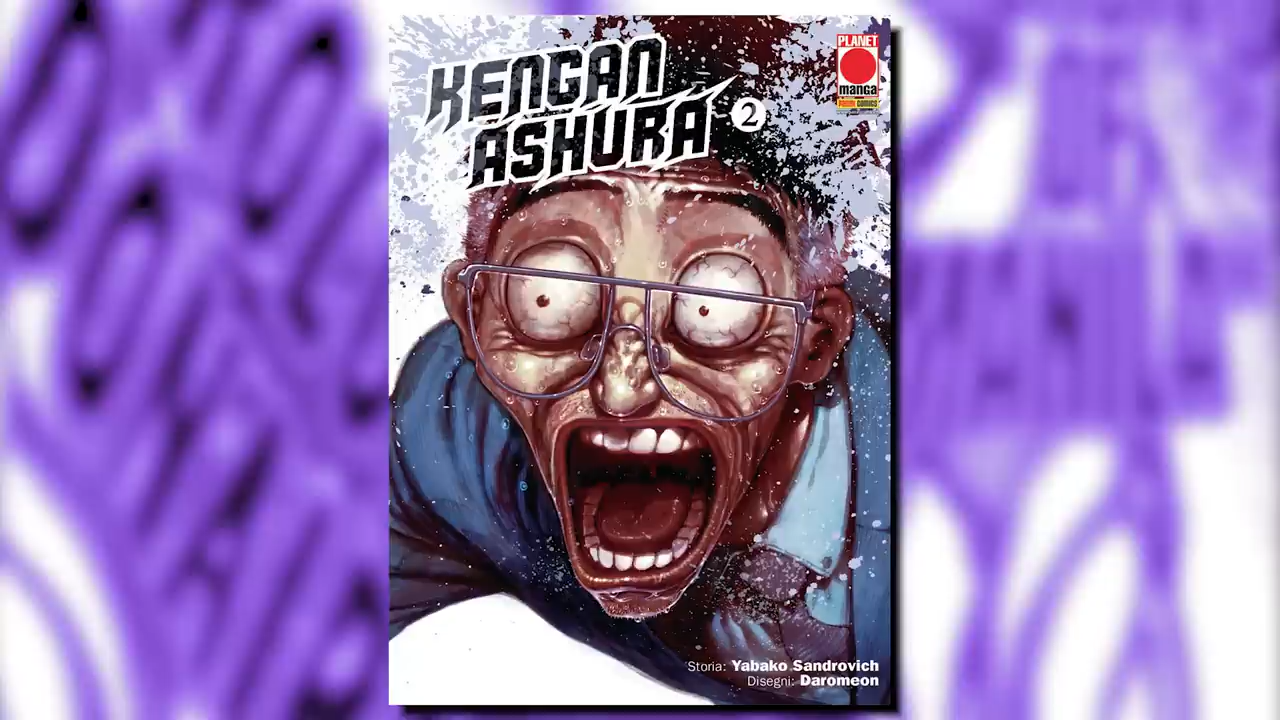 KENGAN
ASHURA
2
PLANET
manga
PANINI COMICS
Storia: Yabako Sandrovich
Disegni: Daromeon